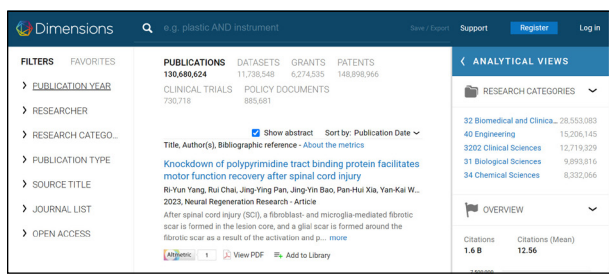 Dimensions
e.g. plastic AND instrument
Save / Export
Support
Register
Log in
FILTERS FAVORITES
PUBLICATION YEAR
RESEARCHER
RESEARCH CATEGO...
PUBLICATION TYPE
SOURCE TITLE
JOURNAL LIST
OPEN ACCESS
PUBLICATIONS DATASETS GRANTS PATENTS
130,680,624 11,738,548 6,274,535 148,898,966
CLINICAL TRIALS POLICY DOCUMENTS
730,718 885,681
Show abstract Sort by: Publication Date
Title, Author(s), Bibliographic reference - About the metrics
Knockdown of polypyrimidine tract binding protein facilitates
motor function recovery after spinal cord injury
Ri-Yun Yang, Rui Chai, Jing-Ying Pan, Jing-Yin Bao, Pan-Hui Xia, Yan-Kai W...
2023, Neural Regeneration Research - Article
After spinal cord injury (SCI), a fibroblast- and microglia-mediated fibrotic
scar is formed in the lesion core, and a glial scar is formed around the
fibrotic scar as a result of the activation and p... more
Altmetric 1 View PDF Add to Library
ANALYTICAL VIEWS
RESEARCH CATEGORIES
32 Biomedical and Clinica... 28,553,083
40 Engineering 15,206,145
3202 Clinical Sciences 12,719,329
31 Biological Sciences 9,893,816
34 Chemical Sciences 8,332,066
OVERVIEW
Citations Citations (Mean)
1.6 B 12.56